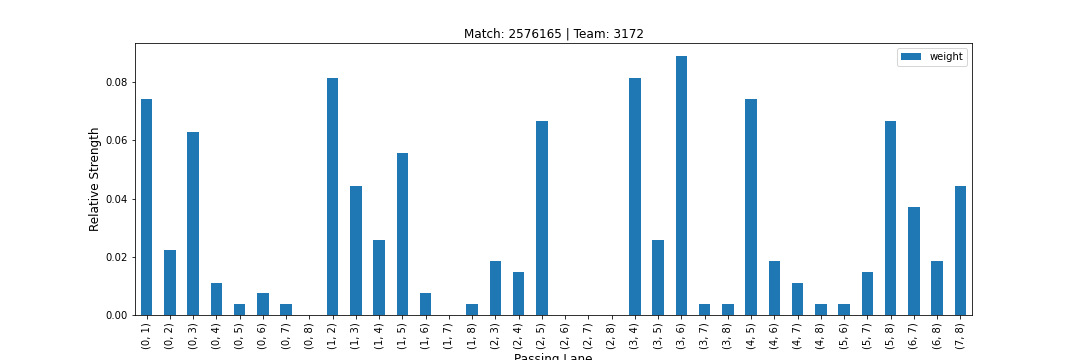 Match: 2576165 | Team: 3172
weight
Relative Strength
0.08
0.06
0.04
0.02
0.00
(0, 1) (0, 2) (0, 3) (0, 4) (0, 5) (0, 6) (0, 7) (0, 8) (1, 2) (1, 3) (1, 4) (1, 5) (1, 6) (1, 7) (1, 8) (2, 3) (2, 4) (2, 5) (2, 6) (2, 7) (2, 8) (3, 4) (3, 5) (3, 6) (3, 7) (3, 8) (4, 5) (4, 6) (4, 7) (4, 8) (5, 6) (5, 7) (5, 8) (6, 7) (6, 8) (7, 8)
Passing Lane